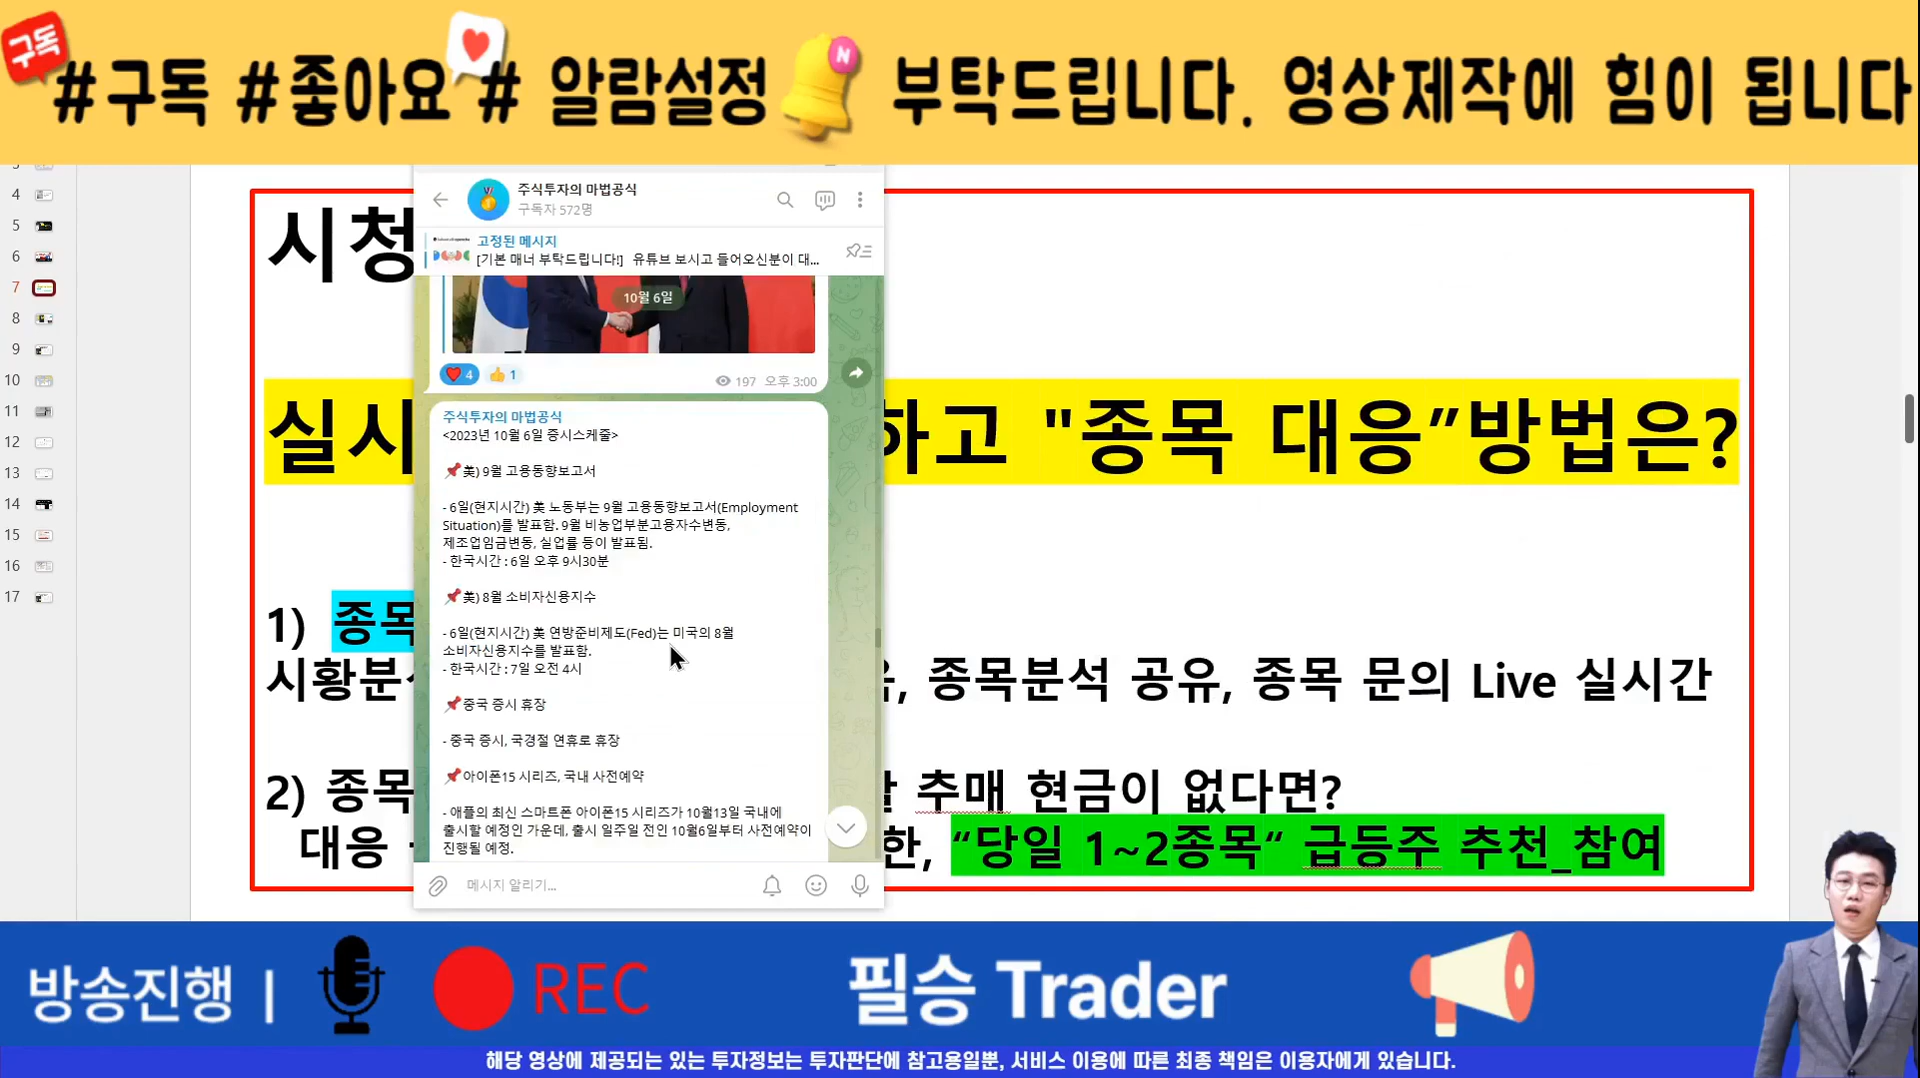 구독
#구독 #좋아요 # 알람설정 부탁드립니다. 영상제작에 힘이 됩니다
N
4
5
6
7
8
9
10
11
12
13
14
15
16
17
시청
실시
하고 "종목 대응”방법은?
1) 종목
시황분
, 종목분석 공유, 종목 문의 Live 실시간
2) 종목
추매 현금이 없다면?
대응
한, “당일 1~2종목“ 급등주 추천_참여
주식투자의 마법공식
구독자 572명
고정된 메시지
[기본 매너 부탁드립니다!] 유튜브 보시고 들어오신분이 대...
10월 6일
4
1
197 오후 3:00
주식투자의 마법공식
<2023년 10월 6일 증시스케줄>
美) 9월 고용동향보고서
- 6일(현지시간) 美 노동부는 9월 고용동향보고서(Employment
Situation)를 발표함. 9월 비농업부분고용자수변동,
제조업임금변동, 실업률 등이 발표됨.
- 한국시간 : 6일 오후 9시30분
美) 8월 소비자신용지수
- 6일(현지시간) 美 연방준비제도(Fed)는 미국의 8월
소비자신용지수를 발표함.
- 한국시간 : 7일 오전 4시
중국 증시 휴장
- 중국 증시, 국경절 연휴로 휴장
아이폰15 시리즈, 국내 사전예약
- 애플의 최신 스마트폰 아이폰15 시리즈가 10월13일 국내에
출시할 예정인 가운데, 출시 일주일 전인 10월6일부터 사전예약이
진행될 예정.
메시지 알리기...
방송진행 |
REC
필승 Trader
해당 영상에 제공되는 있는 투자정보는 투자판단에 참고용일뿐, 서비스 이용에 따른 최종 책임은 이용자에게 있습니다.